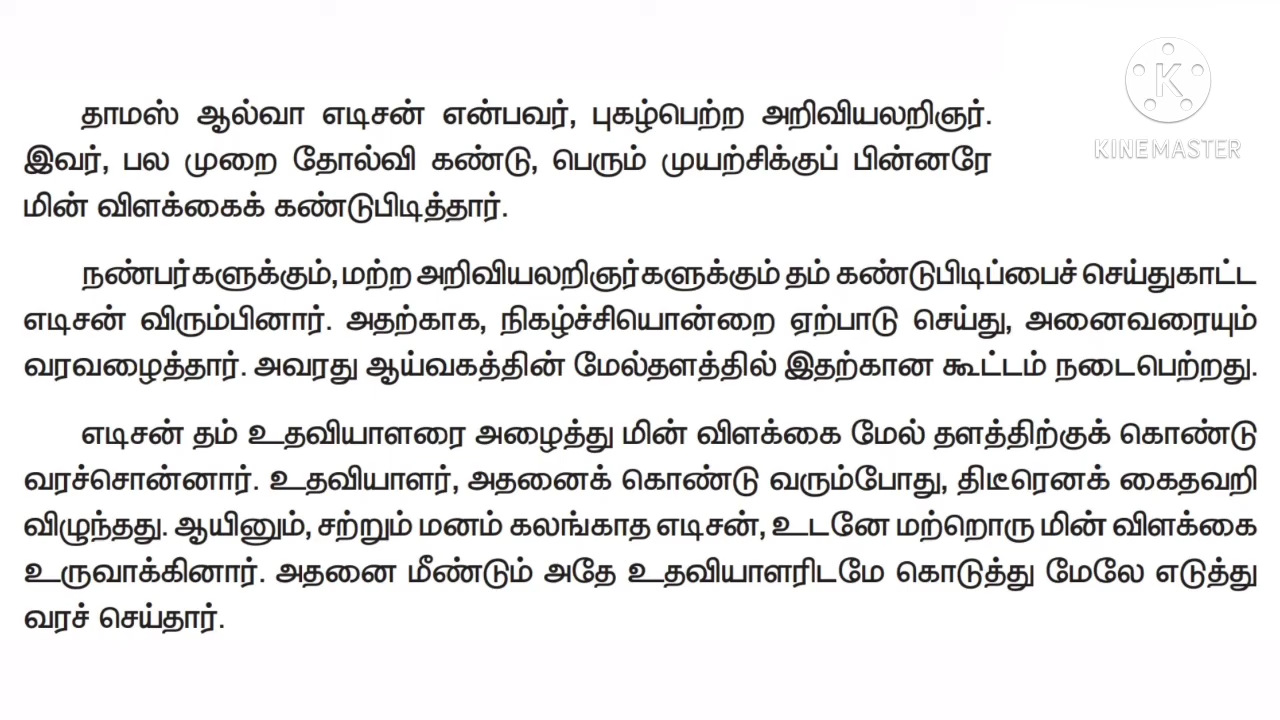 தாமஸ் ஆல்வா எடிசன் என்பவர், புகழ்பெற்ற அறிவியலறிஞர்.
இவர், பல முறை தோல்வி கண்டு, பெரும் முயற்சிக்குப் பின்னரே
மின் விளக்கைக் கண்டுபிடித்தார்.
KINEMASTER
நண்பர்களுக்கும், மற்ற அறிவியலறிஞர்களுக்கும் தம் கண்டுபிடிப்பைச் செய்துகாட்ட
எடிசன் விரும்பினார். அதற்காக, நிகழ்ச்சியொன்றை ஏற்பாடு செய்து, அனைவரையும்
வரவழைத்தார். அவரது ஆய்வகத்தின் மேல்தளத்தில் இதற்கான கூட்டம் நடைபெற்றது.
எடிசன் தம் உதவியாளரை அழைத்து மின் விளக்கை மேல் தளத்திற்குக் கொண்டு
வரச்சொன்னார். உதவியாளர், அதனைக் கொண்டு வரும்போது, திடீரெனக் கைதவறி
விழுந்தது. ஆயினும், சற்றும் மனம் கலங்காத எடிசன், உடனே மற்றொரு மின் விளக்கை
உருவாக்கினார். அதனை மீண்டும் அதே உதவியாளரிடமே கொடுத்து மேலே எடுத்து
வரச் செய்தார்.